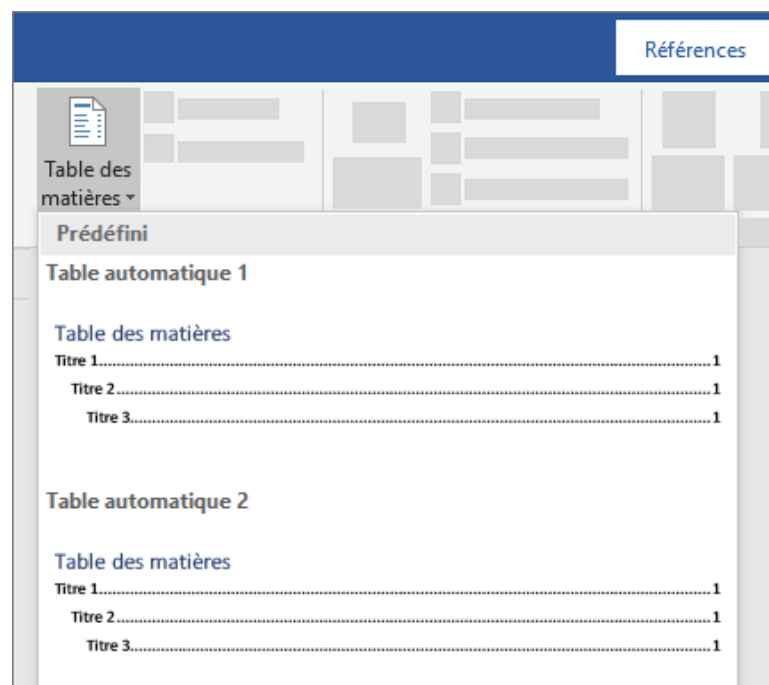 Références
Table des
matières
Prédéfini
Table automatique 1
Table des matières
Titre 1..........1
Titre 2..........1
Titre 3..........1
Table automatique 2
Table des matières
Titre 1..........1
Titre 2..........1
Titre 3..........1